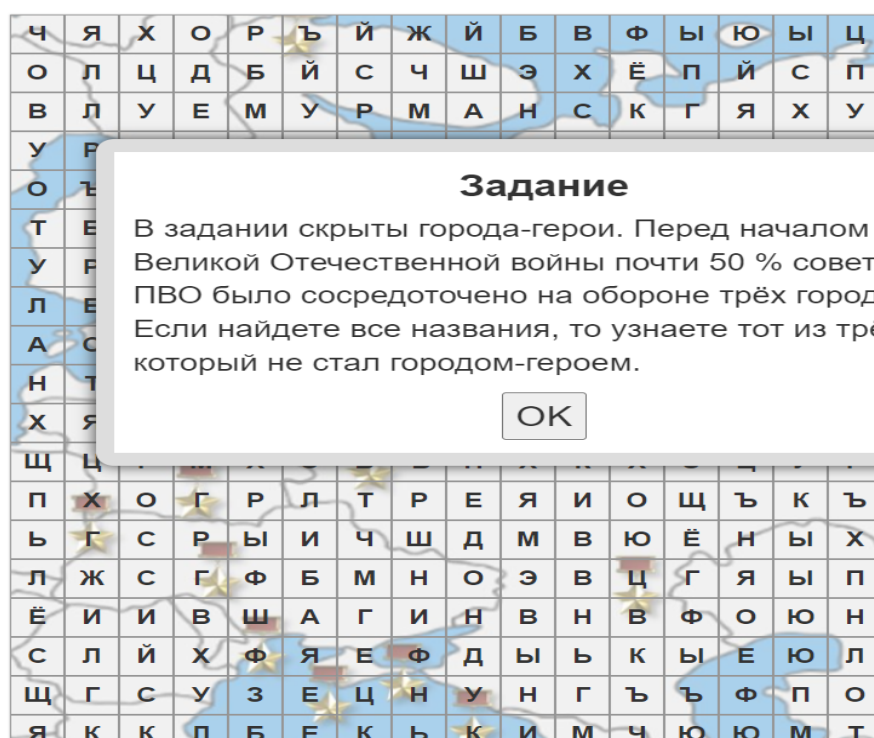 Ч Я Х О Р Ъ Й Ж Й Б В Ф Ы Ю Ы Ц
О Л Ц Д Б Й С Ч Ш Э Х Ё П Й С П
В Л У Е М У Р М А Н С К Г Я Х У
У Р
О Ъ
Т
У
Л
А
Н
Х
Щ
Задание
В задании скрыты города-герои. Перед началом
Великой Отечественной войны почти 50 % совет
ПВО было сосредоточено на обороне трёх город
Если найдете все названия, то узнаете тот из трё
который не стал городом-героем.
OK
П Х О Г Р Л Т Р Е Я И О Щ Ъ К Ъ
Ь Г С Р Ы И Ч Ш Д М В Ю Ё Н Ы Х
Л Ж С Г Ф Б М Н О Э В Ц Г Я Ы П
Ё И И В Ш А Г И Н В Н В Ф О Ю Н
С Л Й Х Ф Я Е Ф Д Ы Ь К Ы Е Ю Л
Щ Г С У З Е Ц Н У Н Г Ъ Ъ Ф П О
Я К К П Б Е К Ь К И М Ч Ю Ю М Т